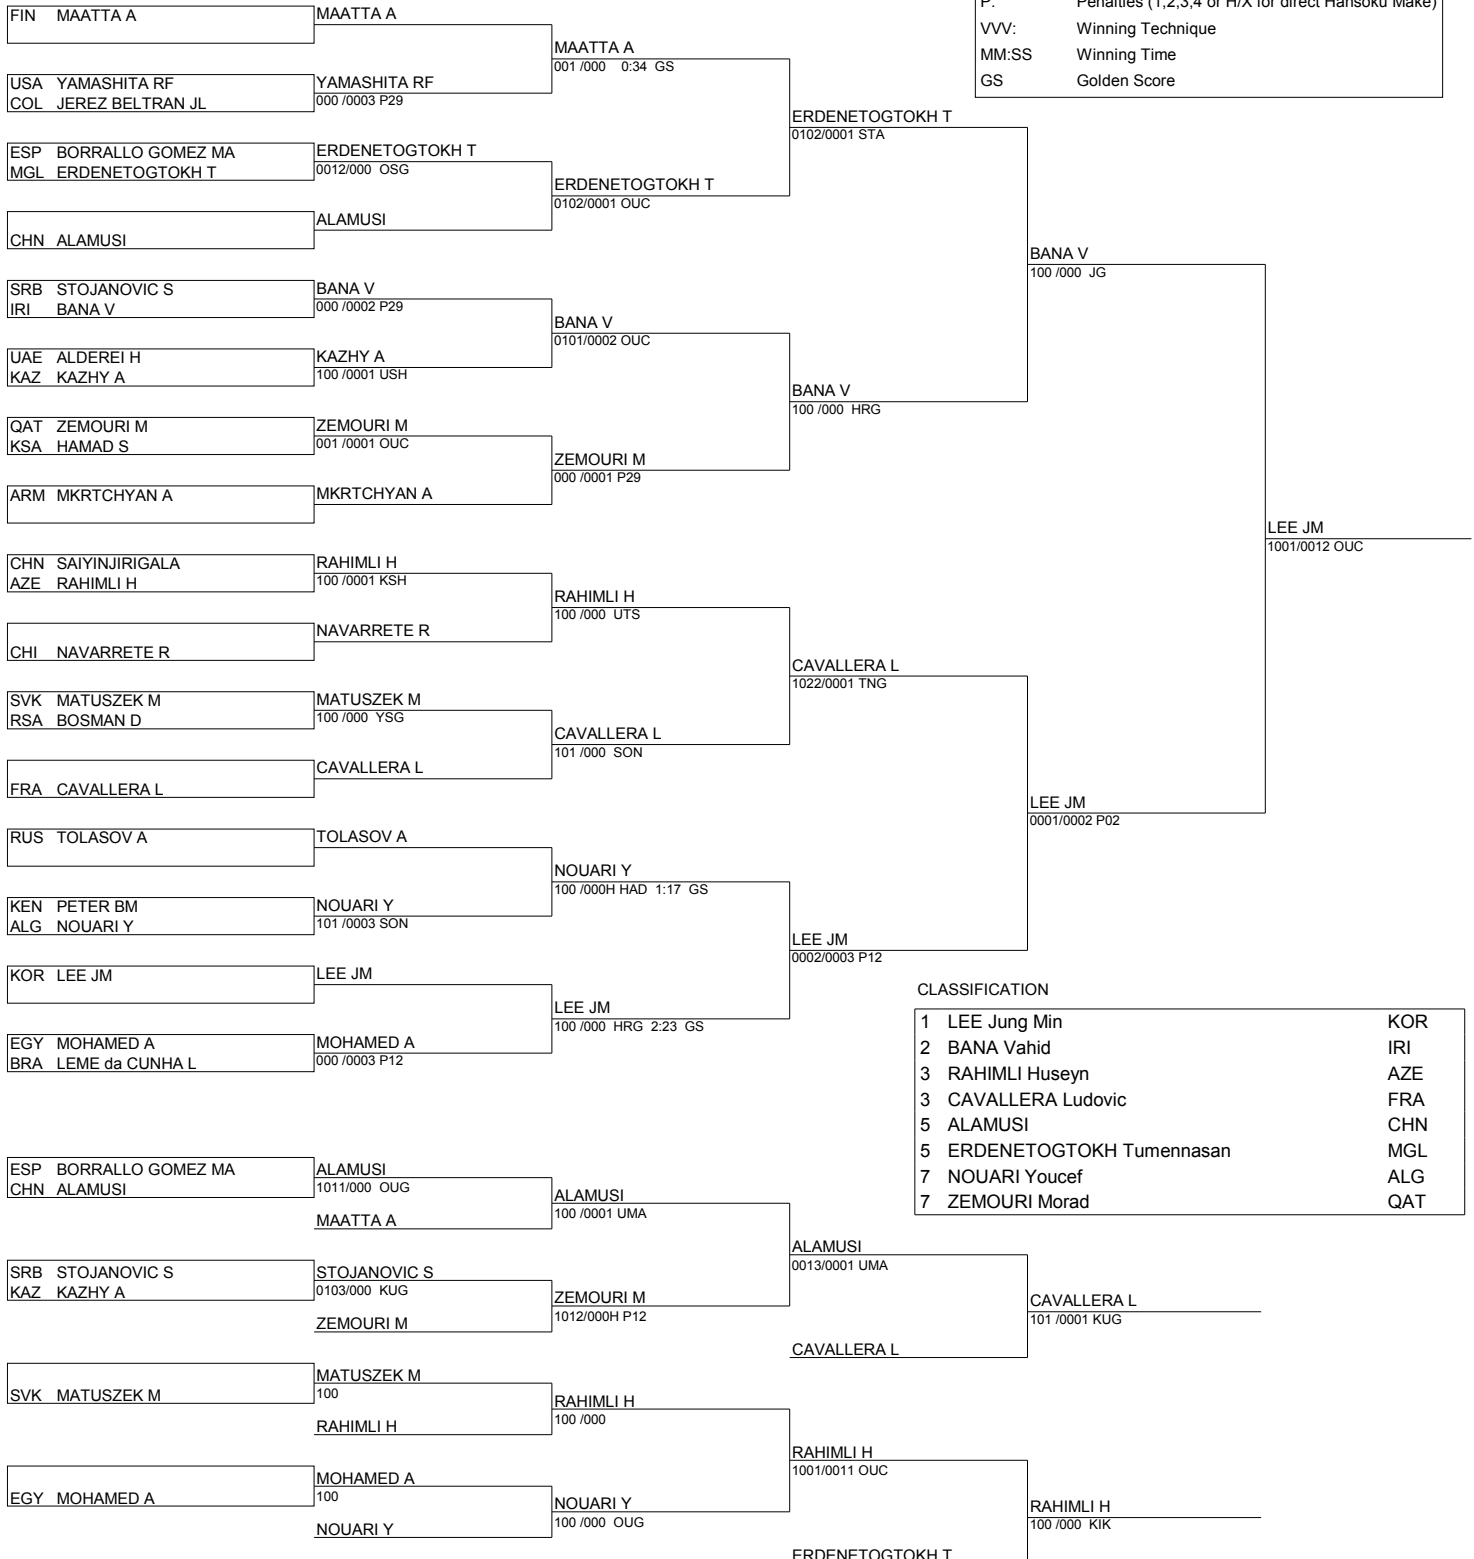 P: Penalties (1,2,3,4 or H/X for direct Hansoku Make)
VVV: Winning Technique
MM:SS Winning Time
GS Golden Score
FIN MAATTA A
USA YAMASHITA RF
COL JEREZ BELTRAN JL
ESP BORRALLO GOMEZ MA
MGL ERDENETOGTOKH T
CHN ALAMUSI
SRB STOJANOVIC S
IRI BANA V
UAE ALDEREI H
KAZ KAZHY A
QAT ZEMOURI M
KSA HAMAD S
ARM MKRTCHYAN A
CHN SAIYINJIRIGALA
AZE RAHIMLI H
CHI NAVARRETE R
SVK MATUSZEK M
RSA BOSMAN D
FRA CAVALLERA L
RUS TOLASOV A
KEN PETER BM
ALG NOUARI Y
KOR LEE JM
EGY MOHAMED A
BRA LEME da CUNHA L
MAATTA A
YAMASHITA RF
000 /0003 P29
ERDENETOGTOKH T
0012/000 OSG
ALAMUSI
BANA V
000 /0002 P29
KAZHY A
100 /0001 USH
ZEMOURI M
001 /0001 OUC
MKRTCHYAN A
RAHIMLI H
100 /0001 KSH
NAVARRETE R
MATUSZEK M
100 /000 YSG
CAVALLERA L
TOLASOV A
NOUARI Y
101 /0003 SON
LEE JM
MOHAMED A
000 /0003 P12
MAATTA A
001 /000 0:34 GS
ERDENETOGTOKH T
0102/0001 OUC
BANA V
0101/0002 OUC
ZEMOURI M
000 /0001 P29
RAHIMLI H
100 /000 UTS
CAVALLERA L
101 /000 SON
NOUARI Y
100 /000H HAD 1:17 GS
LEE JM
100 /000 HRG 2:23 GS
ERDENETOGTOKH T
0102/0001 STA
BANA V
100 /000 HRG
CAVALLERA L
1022/0001 TNG
LEE JM
0002/0003 P12
BANA V
100 /000 JG
LEE JM
0001/0002 P02
LEE JM
1001/0012 OUC
CLASSIFICATION
1 LEE Jung Min KOR
2 BANA Vahid IRI
3 RAHIMLI Huseyn AZE
3 CAVALLERA Ludovic FRA
5 ALAMUSI CHN
5 ERDENETOGTOKH Tumennasan MGL
7 NOUARI Youcef ALG
7 ZEMOURI Morad QAT
ESP BORRALLO GOMEZ MA
CHN ALAMUSI
SRB STOJANOVIC S
KAZ KAZHY A
SVK MATUSZEK M
EGY MOHAMED A
ALAMUSI
1011/000 OUG
MAATTA A
STOJANOVIC S
0103/000 KUG
ZEMOURI M
MATUSZEK M
100
RAHIMLI H
MOHAMED A
100
NOUARI Y
ALAMUSI
100 /0001 UMA
ZEMOURI M
1012/000H P12
RAHIMLI H
100 /000
NOUARI Y
100 /000 OUG
ALAMUSI
0013/0001 UMA
CAVALLERA L
RAHIMLI H
1001/0011 OUC
ERDENETOGTOKH T
CAVALLERA L
101 /0001 KUG
RAHIMLI H
100 /000 KIK